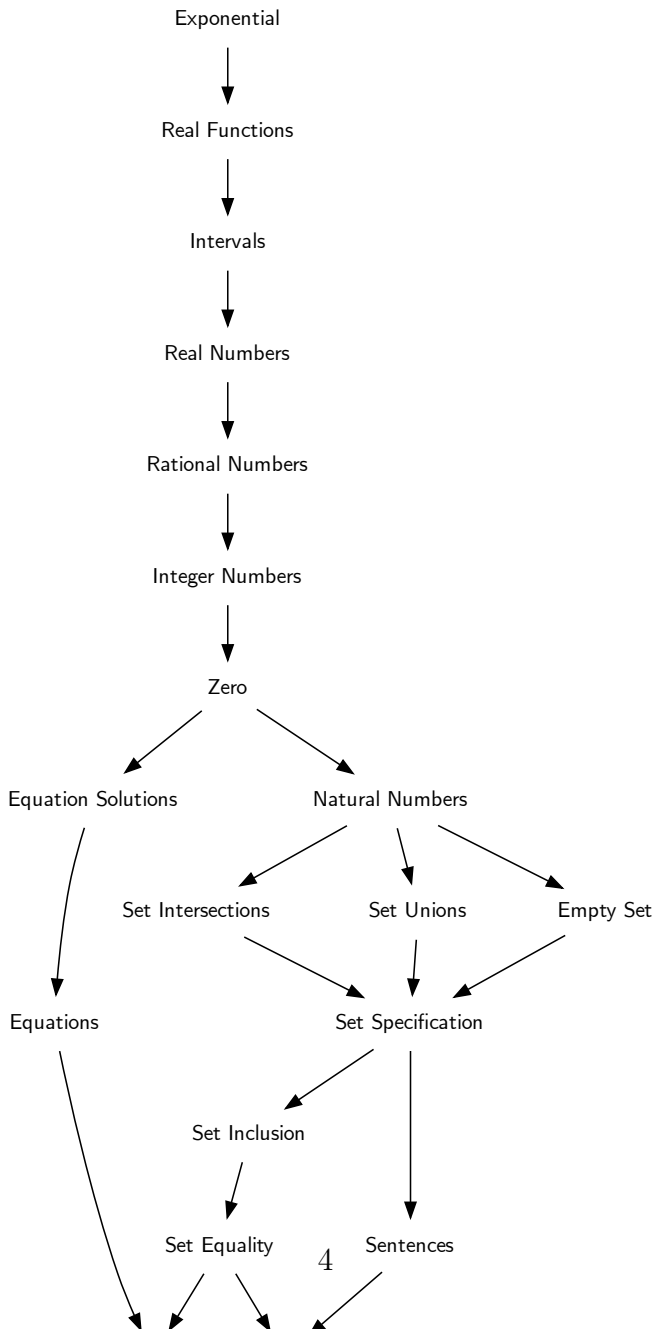 Exponential
Real Functions
Intervals
Real Numbers
Rational Numbers
Integer Numbers
Zero
Equation Solutions
Natural Numbers
Set Intersections
Set Unions
Empty Set
Equations
Set Specification
Set Inclusion
Set Equality
Sentences
4